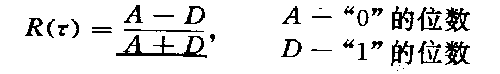 R(τ) = (A − D)/(A + D), A — “0”的位数
D — “1”的位数